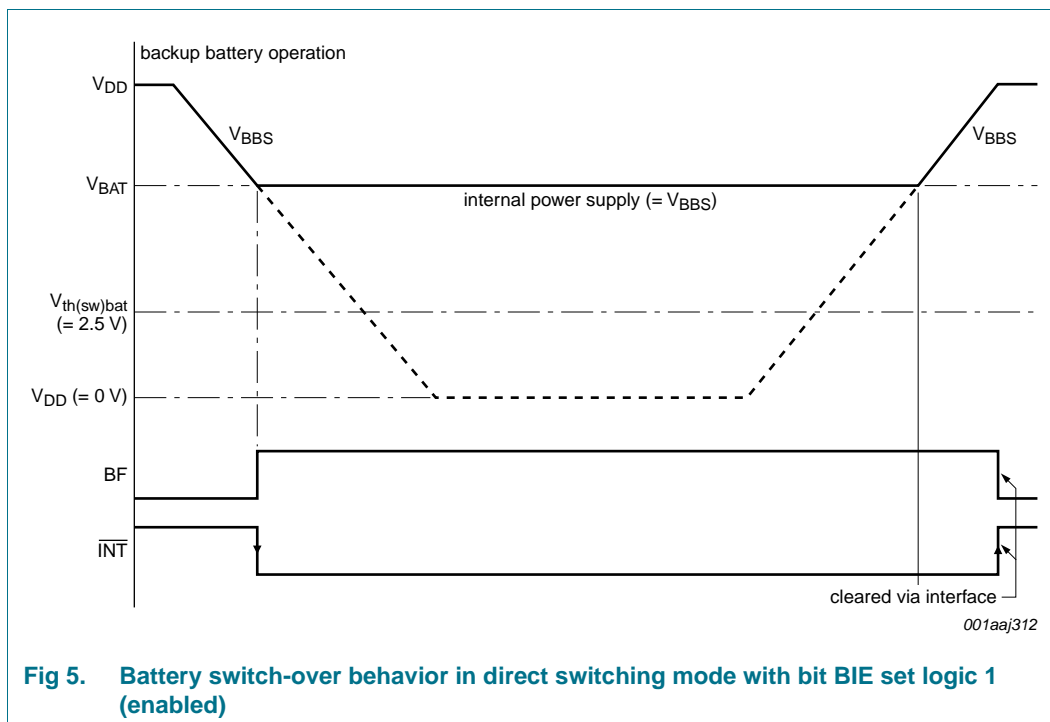 backup battery operation
VDD
VBBS
VBBS
VBAT
internal power supply (= VBBS)
Vth(sw)bat
(= 2.5 V)
VDD (= 0 V)
BF
INT
cleared via interface
001aaj312
Fig 5. Battery switch-over behavior in direct switching mode with bit BIE set logic 1
(enabled)